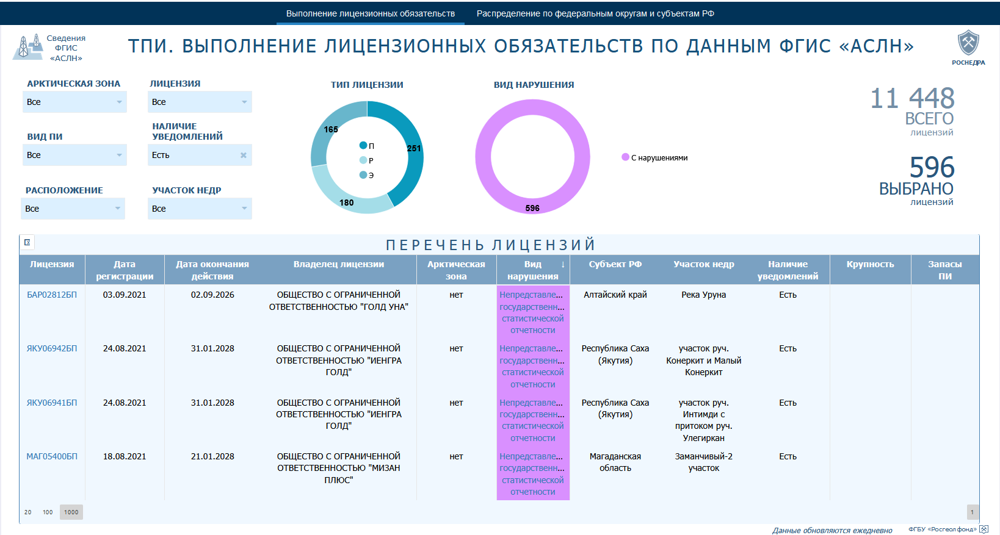 Выполнение лицензионных обязательств
Распределение по федеральным округам и субъектам РФ
Сведения
ФГИС
«АСЛН»
ТПИ. ВЫПОЛНЕНИЕ ЛИЦЕНЗИОННЫХ ОБЯЗАТЕЛЬСТВ ПО ДАННЫМ ФГИС «АСЛН»
РОСНЕДРА
АРКТИЧЕСКАЯ ЗОНА
Все
ЛИЦЕНЗИЯ
Все
ВИД ПИ
Все
НАЛИЧИЕ
УВЕДОМЛЕНИЙ
Есть
РАСПОЛОЖЕНИЕ
Все
УЧАСТОК НЕДР
Все
ТИП ЛИЦЕНЗИИ
165
251
180
П
Р
Э
ВИД НАРУШЕНИЯ
596
С нарушениями
11 448
ВСЕГО
лицензий
596
ВЫБРАНО
лицензий
ПЕРЕЧЕНЬ ЛИЦЕНЗИЙ
Лицензия
Дата
регистрации
Дата окончания
действия
Владелец лицензии
Арктическая
зона
Вид ↓
нарушения
Субъект РФ
Участок недр
Наличие
уведомлений
Крупность
Запасы
ПИ
БАР02812БП
03.09.2021
02.09.2026
ОБЩЕСТВО С ОГРАНИЧЕННОЙ
ОТВЕТСТВЕННОСТЬЮ "ГОЛД УНА"
нет
Непредставле...
государственн...
статистической
отчетности
Алтайский край
Река Уруна
Есть
ЯКУ06942БП
24.08.2021
31.01.2028
ОБЩЕСТВО С ОГРАНИЧЕННОЙ
ОТВЕТСТВЕННОСТЬЮ "ИЕНГРА
ГОЛД"
нет
Непредставле...
государственн...
статистической
отчетности
Республика Саха
(Якутия)
участок руч.
Конеркит и Малый
Конеркит
Есть
ЯКУ06941БП
24.08.2021
31.01.2028
ОБЩЕСТВО С ОГРАНИЧЕННОЙ
ОТВЕТСТВЕННОСТЬЮ "ИЕНГРА
ГОЛД"
нет
Непредставле...
государственн...
статистической
отчетности
Республика Саха
(Якутия)
участок руч.
Интимди с
притоком руч.
Улегиркан
Есть
МАГ05400БП
18.08.2021
21.01.2028
ОБЩЕСТВО С ОГРАНИЧЕННОЙ
ОТВЕТСТВЕННОСТЬЮ "МИЗАН
ПЛЮС"
нет
Непредставле...
государственн...
статистической
отчетности
Магаданская
область
Заманчивый-2
участок
Есть
20 100 1000
1
Данные обновляются ежедневно
ФГБУ «Росгеолфонд»